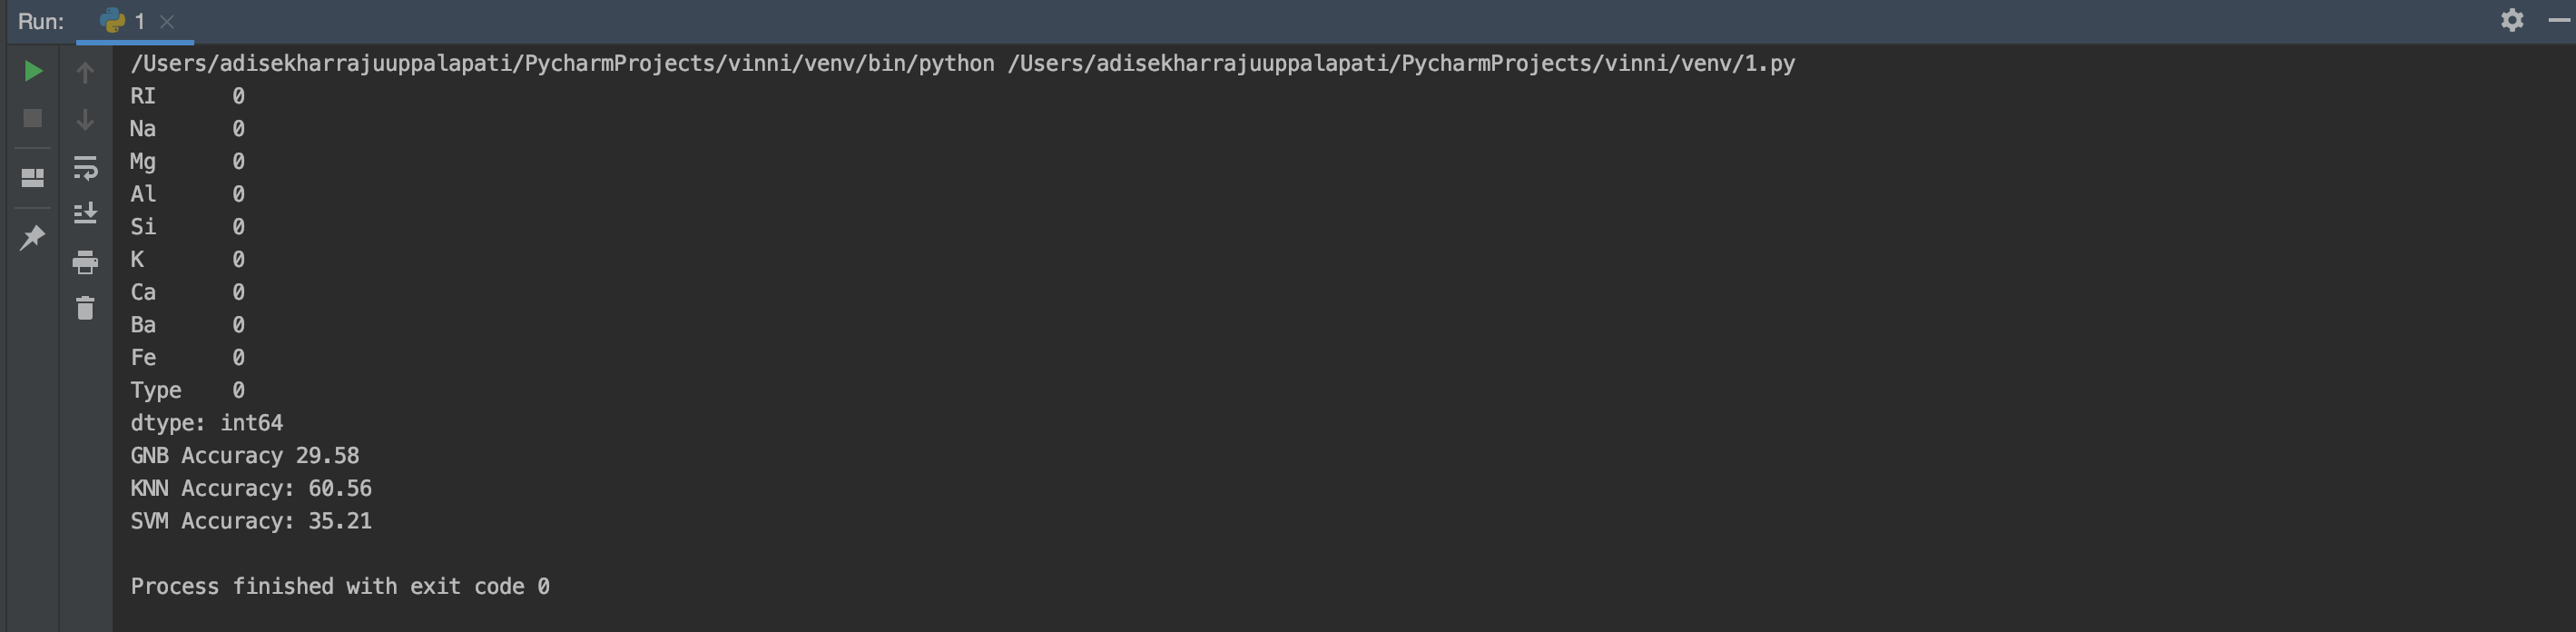 Run: 1
/Users/adisekharrajuuppalapati/PycharmProjects/vinni/venv/bin/python /Users/adisekharrajuuppalapati/PycharmProjects/vinni/venv/1.py
RI 0
Na 0
Mg 0
Al 0
Si 0
K 0
Ca 0
Ba 0
Fe 0
Type 0
dtype: int64
GNB Accuracy 29.58
KNN Accuracy: 60.56
SVM Accuracy: 35.21
Process finished with exit code 0